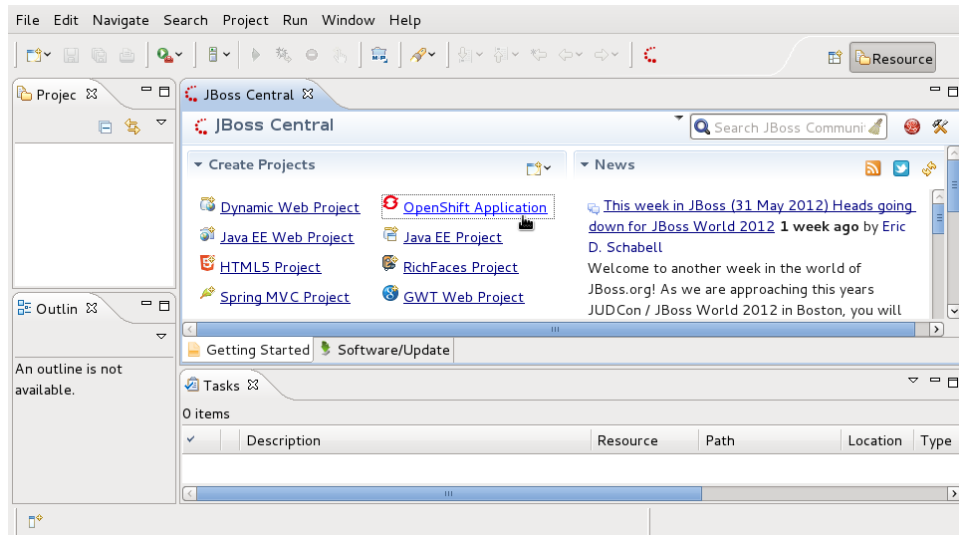 File Edit Navigate Search Project Run Window Help
Resource
Projec
JBoss Central
JBoss Central
Search JBoss Communi
Create Projects
News
Dynamic Web Project
OpenShift Application
Java EE Web Project
Java EE Project
HTML5 Project
RichFaces Project
Spring MVC Project
GWT Web Project
This week in JBoss (31 May 2012) Heads going
down for JBoss World 2012 1 week ago by Eric
D. Schabell
Welcome to another week in the world of
JBoss.org! As we are approaching this years
JUDCon / JBoss World 2012 in Boston, you will
Getting Started Software/Update
Outlin
An outline is not
available.
Tasks
0 items
Description Resource Path Location Type